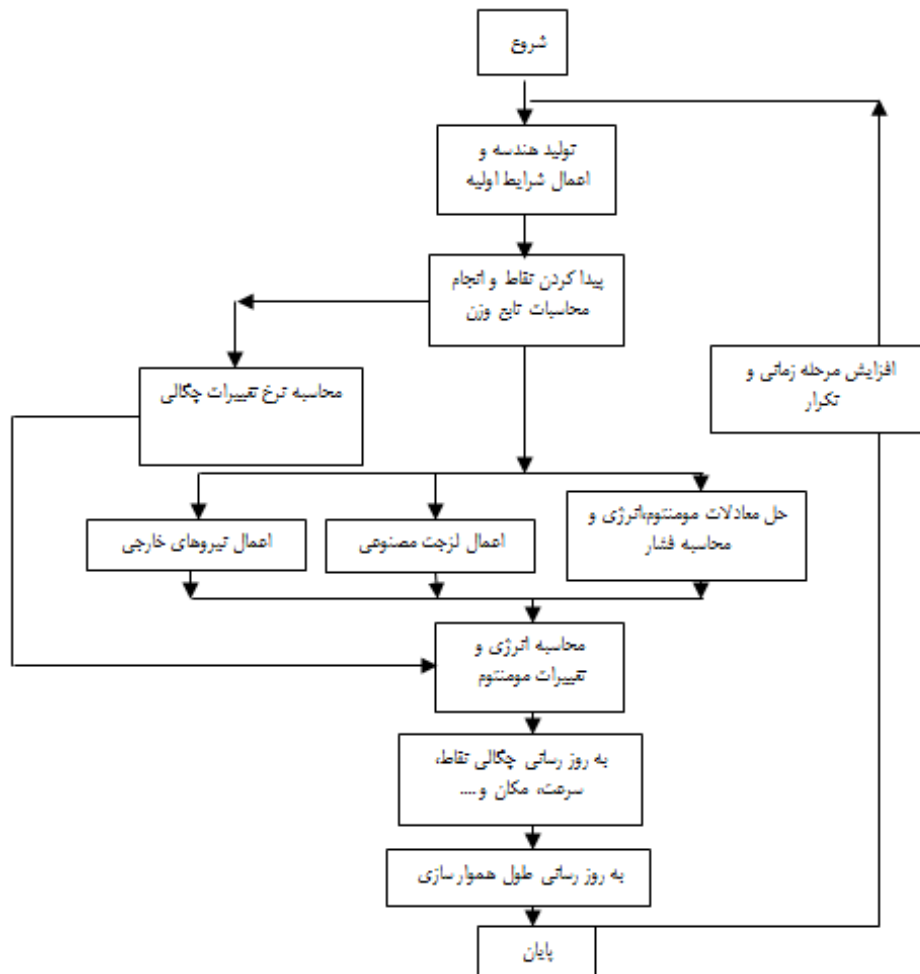 شروع
تولید هندسه و
اعمال شرایط اولیه
پیدا کردن نقاط و انجام
محاسبات تابع وزن
افزایش مرحله زمانی و
تکرار
محاسبه نرخ تغییرات چگالی
حل معادلات مومنتوم،انرژی و
محاسبه فشار
اعمال لزجت مصنوعی
اعمال نیروهای خارجی
محاسبه انرژی و
تغییرات مومنتوم
به روز رسانی چگالی نقاط،
سرعت، مکان و ....
به روز رسانی طول هموار سازی
پایان